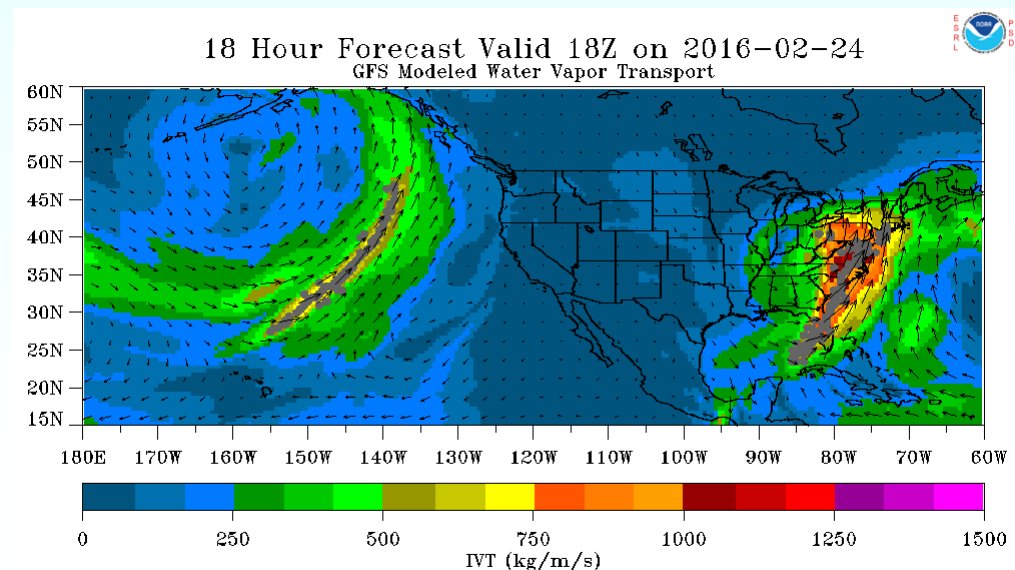 18 Hour Forecast Valid 18Z on 2016-02-24
GFS Modeled Water Vapor Transport
E S R L
NOAA
P S D
60N
55N
50N
45N
40N
35N
30N
25N
20N
15N
180E 170W 160W 150W 140W 130W 120W 110W 100W 90W 80W 70W 60W
0 250 500 750 1000 1250 1500
IVT (kg/m/s)